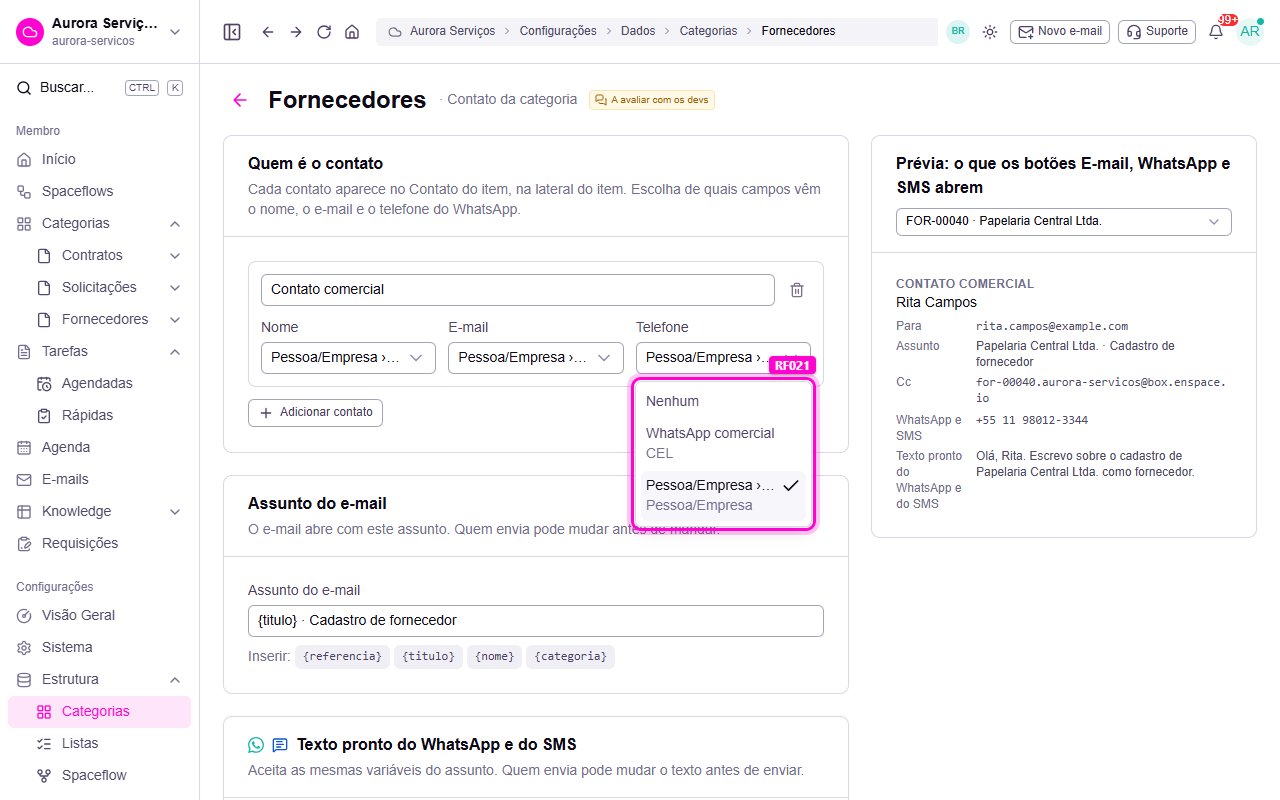 Aurora Serviç...
aurora-servicos
Buscar...
CTRL
K
Membro
Início
Spaceflows
Categorias
Contratos
Solicitações
Fornecedores
Tarefas
Agendadas
Rápidas
Agenda
E-mails
Knowledge
Requisições
Configurações
Visão Geral
Sistema
Estrutura
Categorias
Listas
Spaceflow
Aurora Serviços
Configurações
Dados
Categorias
Fornecedores
BR
Novo e-mail
Suporte
99+
AR
Fornecedores
· Contato da categoria
A avaliar com os devs
Quem é o contato
Cada contato aparece no Contato do item, na lateral do item. Escolha de quais campos vêm
o nome, o e-mail e o telefone do WhatsApp.
Contato comercial
Nome
E-mail
Telefone
Pessoa/Empresa ›...
Pessoa/Empresa ›...
Pessoa/Empresa ›...
RF021
Nenhum
WhatsApp comercial
CEL
Pessoa/Empresa ›...
Pessoa/Empresa
Adicionar contato
Assunto do e-mail
O e-mail abre com este assunto. Quem envia pode mudar antes de mandar.
Assunto do e-mail
{titulo} · Cadastro de fornecedor
Inserir:
{referencia}
{titulo}
{nome}
{categoria}
Texto pronto do WhatsApp e do SMS
Aceita as mesmas variáveis do assunto. Quem envia pode mudar o texto antes de enviar.
Prévia: o que os botões E-mail, WhatsApp e
SMS abrem
FOR-00040 · Papelaria Central Ltda.
CONTATO COMERCIAL
Rita Campos
Para
rita.campos@example.com
Assunto
Papelaria Central Ltda. · Cadastro de
fornecedor
Cc
for-00040.aurora-servicos@box.enspace.
io
WhatsApp e
SMS
+55 11 98012-3344
Texto pronto
do
WhatsApp e
do SMS
Olá, Rita. Escrevo sobre o cadastro de
Papelaria Central Ltda. como fornecedor.